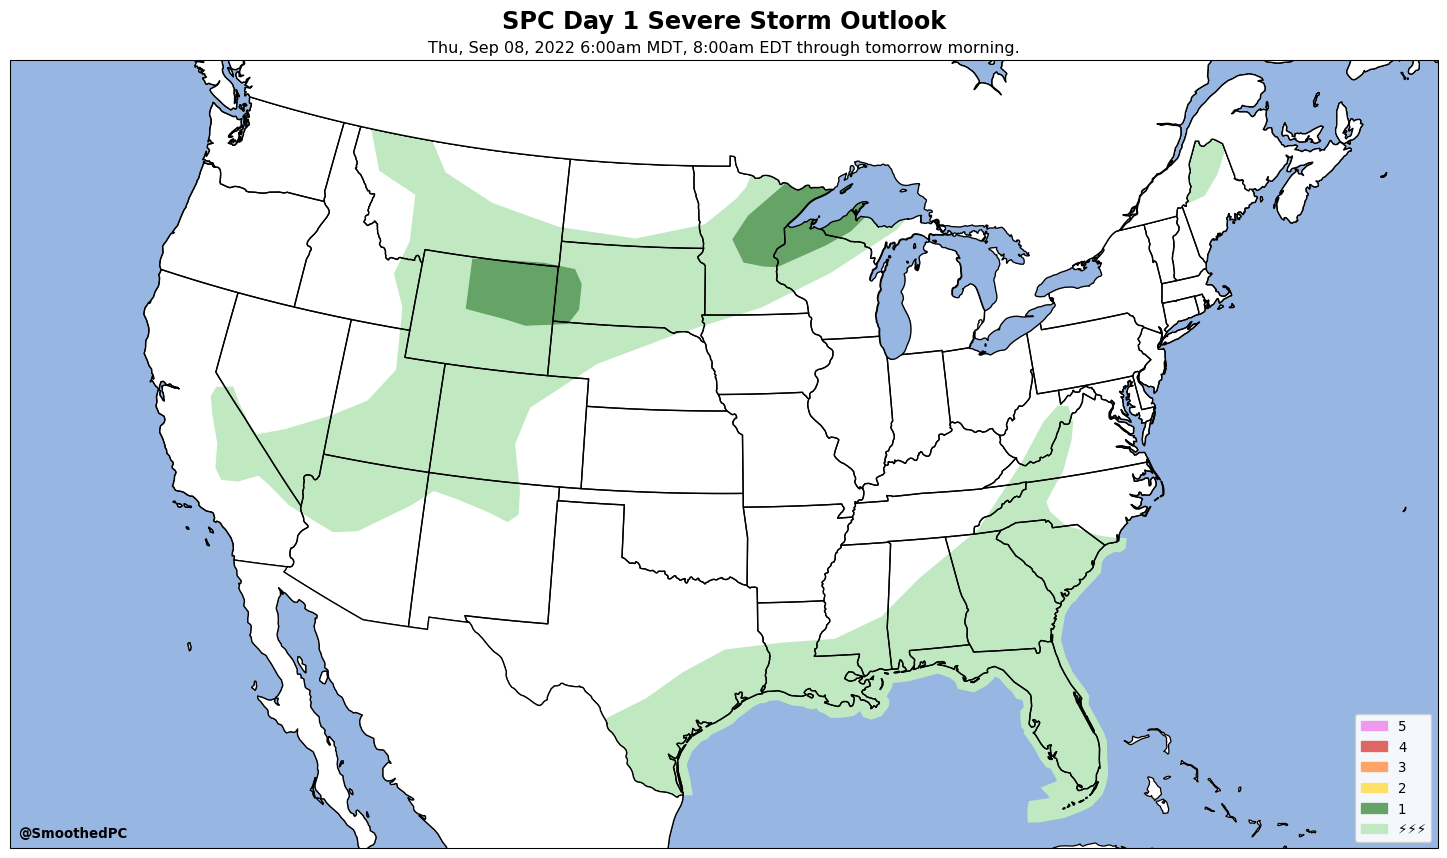 SPC Day 1 Severe Storm Outlook
Thu, Sep 08, 2022 6:00am MDT, 8:00am EDT through tomorrow morning.
5
4
3
2
1
⚡⚡⚡
@SmoothedPC